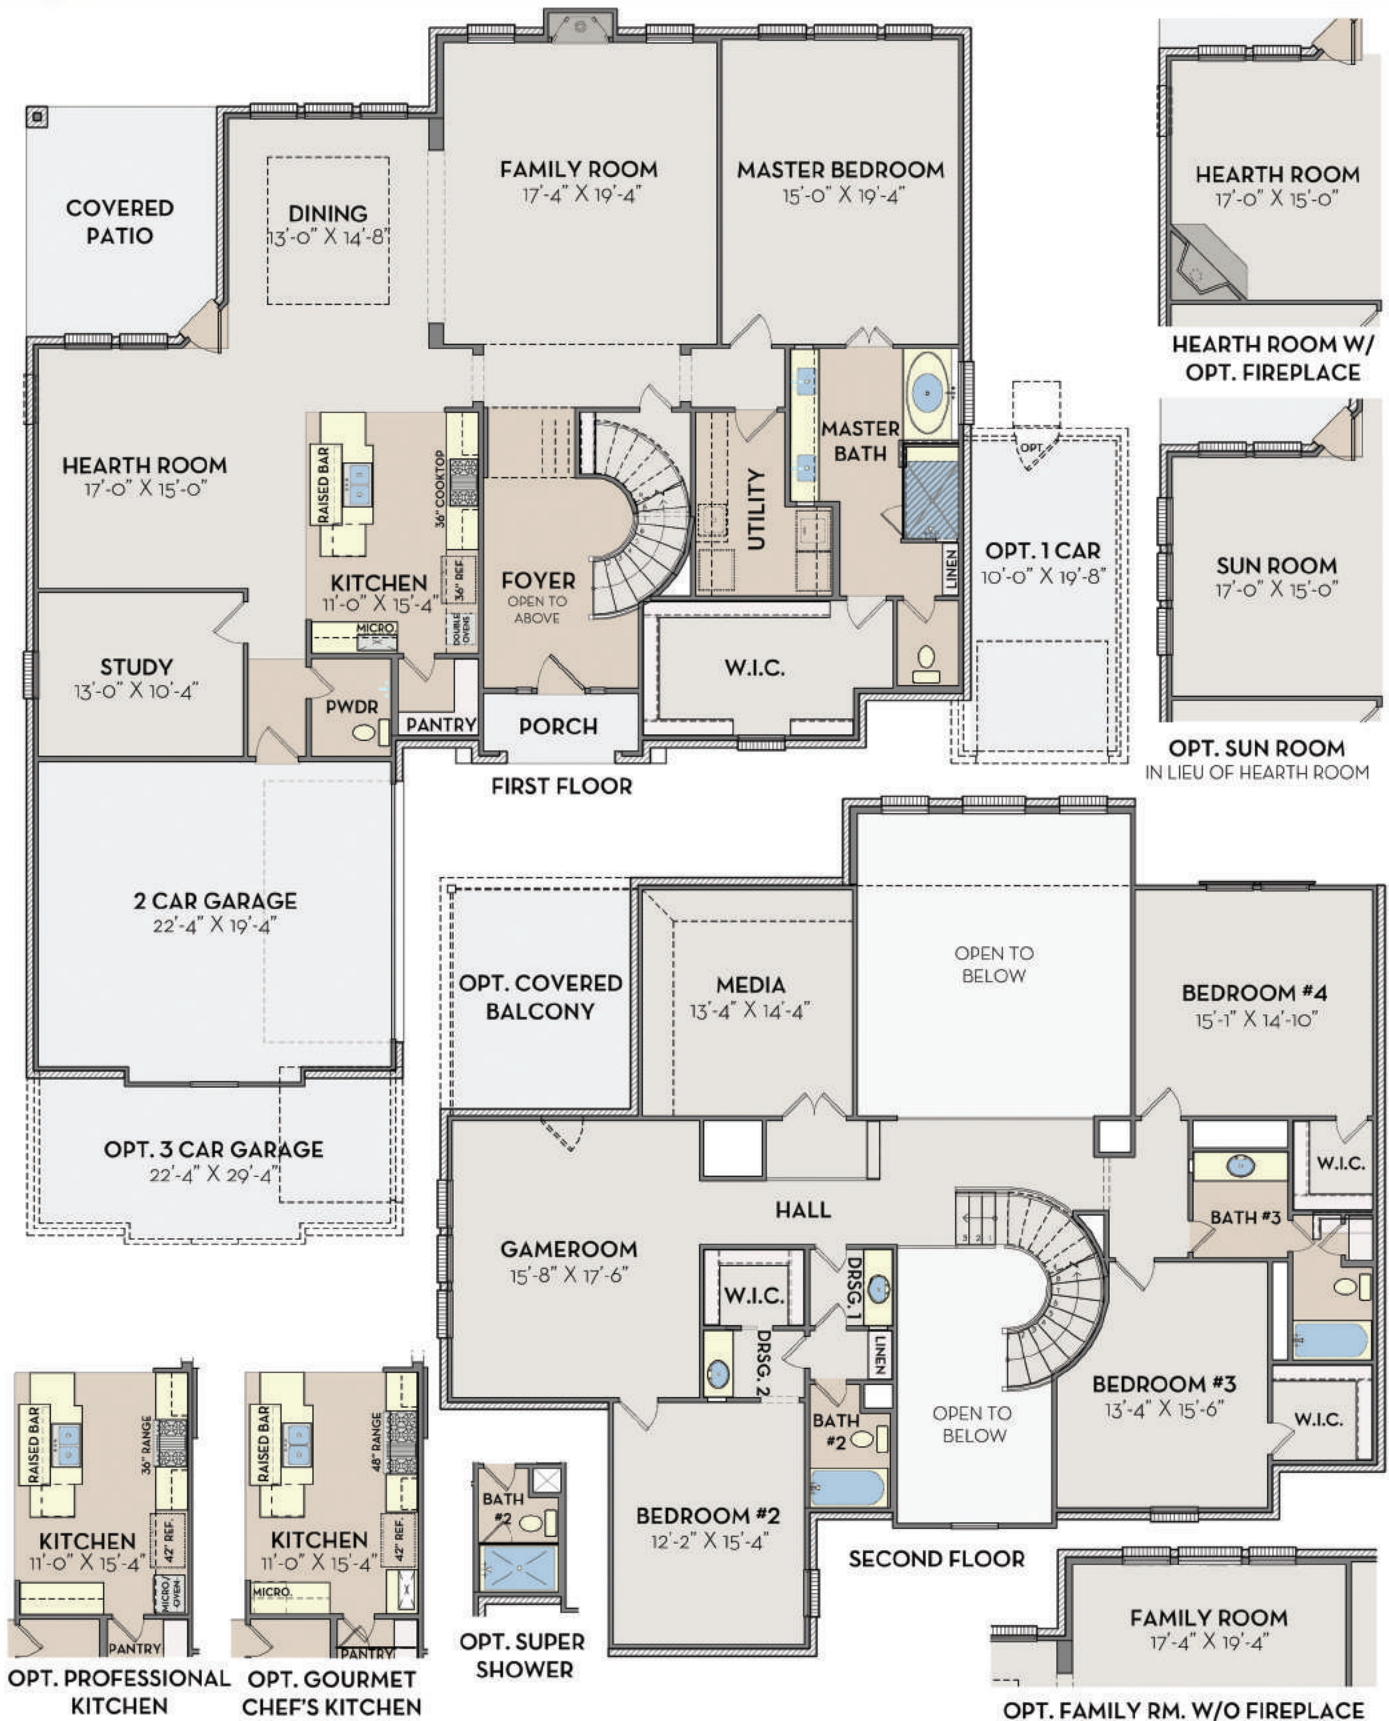 FAMILY ROOM
17'-4" X 19'-4"
MASTER BEDROOM
15'-0" X 19'-4"
COVERED
PATIO
DINING
13'-0" X 14'-8"
HEARTH ROOM
17'-0" X 15'-0"
HEARTH ROOM W/
OPT. FIREPLACE
HEARTH ROOM
17'-0" X 15'-0"
RAISED BAR
36" COOKTOP
KITCHEN
11'-0" X 15'-4"
36" REF.
DOUBLE
OVENS
MICRO.
FOYER
OPEN TO
ABOVE
UTILITY
MASTER
BATH
LINEN
OPT.
OPT. 1 CAR
10'-0" X 19'-8"
SUN ROOM
17'-0" X 15'-0"
OPT. SUN ROOM
IN LIEU OF HEARTH ROOM
STUDY
13'-0" X 10'-4"
PWDR
PANTRY
PORCH
W.I.C.
FIRST FLOOR
2 CAR GARAGE
22'-4" X 19'-4"
OPT. 3 CAR GARAGE
22'-4" X 29'-4"
OPT. COVERED
BALCONY
MEDIA
13'-4" X 14'-4"
OPEN TO
BELOW
BEDROOM #4
15'-1" X 14'-10"
W.I.C.
BATH #3
HALL
3 2 1
GAMEROOM
15'-8" X 17'-6"
W.I.C.
DRSG. 1
DRSG. 2
LINEN
BATH
#2
OPEN TO
BELOW
BEDROOM #3
13'-4" X 15'-6"
W.I.C.
BEDROOM #2
12'-2" X 15'-4"
SECOND FLOOR
RAISED BAR
36" RANGE
KITCHEN
11'-0" X 15'-4"
42" REF.
MICRO/
OVEN
PANTRY
OPT. PROFESSIONAL
KITCHEN
RAISED BAR
48" RANGE
KITCHEN
11'-0" X 15'-4"
42" REF.
MICRO.
PANTRY
OPT. GOURMET
CHEF'S KITCHEN
BATH
#2
OPT. SUPER
SHOWER
FAMILY ROOM
17'-4" X 19'-4"
OPT. FAMILY RM. W/O FIREPLACE